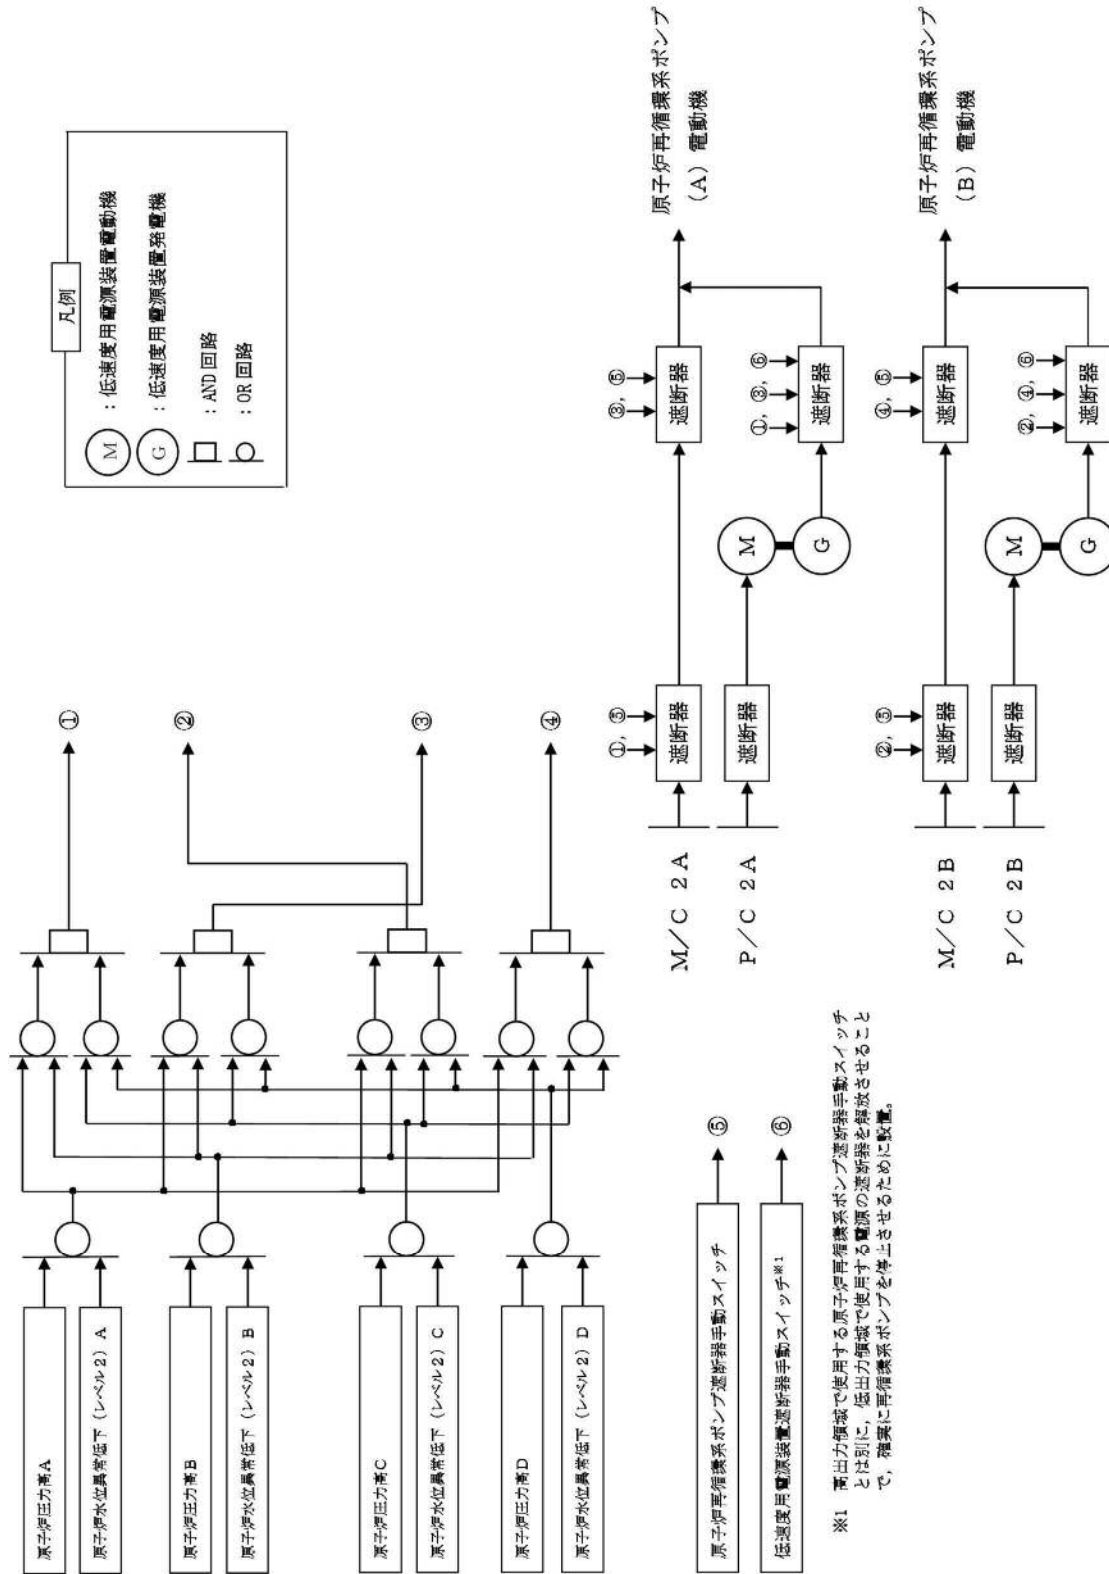 原子炉圧力高A
原子炉水位異常低下（レベル2）A
原子炉圧力高B
原子炉水位異常低下（レベル2）B
原子炉圧力高C
原子炉水位異常低下（レベル2）C
原子炉圧力高D
原子炉水位異常低下（レベル2）D
①
②
③
④
凡例
M
：低速度用電源装置電動機
G
：低速度用電源装置発電機
：AND回路
：OR回路
原子炉再循環系ポンプ遮断器手動スイッチ
⑤
低速度用電源装置遮断器手動スイッチ※1
⑥
※1 高出力領域で使用する原子炉再循環系ポンプ遮断器手動スイッチ
とは別に，低出力領域で使用する電源の遮断器を解放させること
で，確実に再循環系ポンプを停止させるために設置。
M／C 2A
①，⑤
遮断器
③，⑤
遮断器
原子炉再循環系ポンプ
（A）電動機
P／C 2A
遮断器
M
G
①，③，⑥
遮断器
M／C 2B
②，⑤
遮断器
④，⑤
遮断器
原子炉再循環系ポンプ
（B）電動機
P／C 2B
遮断器
M
G
②，④，⑥
遮断器